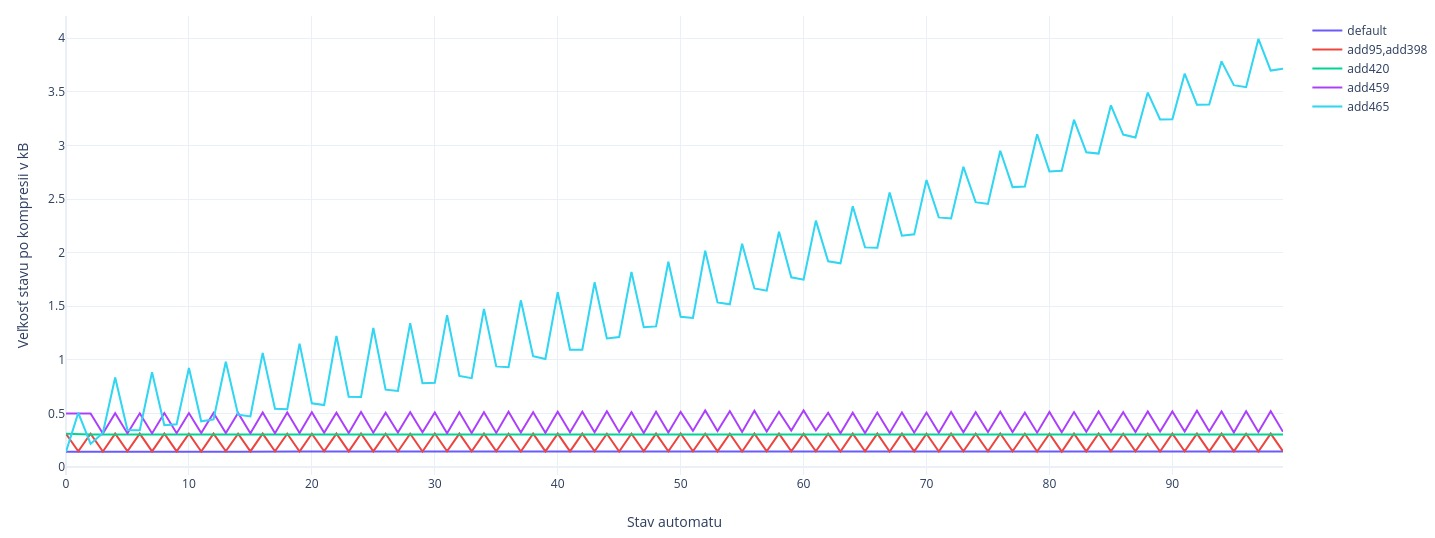 Veľkosť stavu po kompresii v kB
4
3.5
3
2.5
2
1.5
1
0.5
0
0 10 20 30 40 50 60 70 80 90
Stav automatu
default
add95,add398
add420
add459
add465